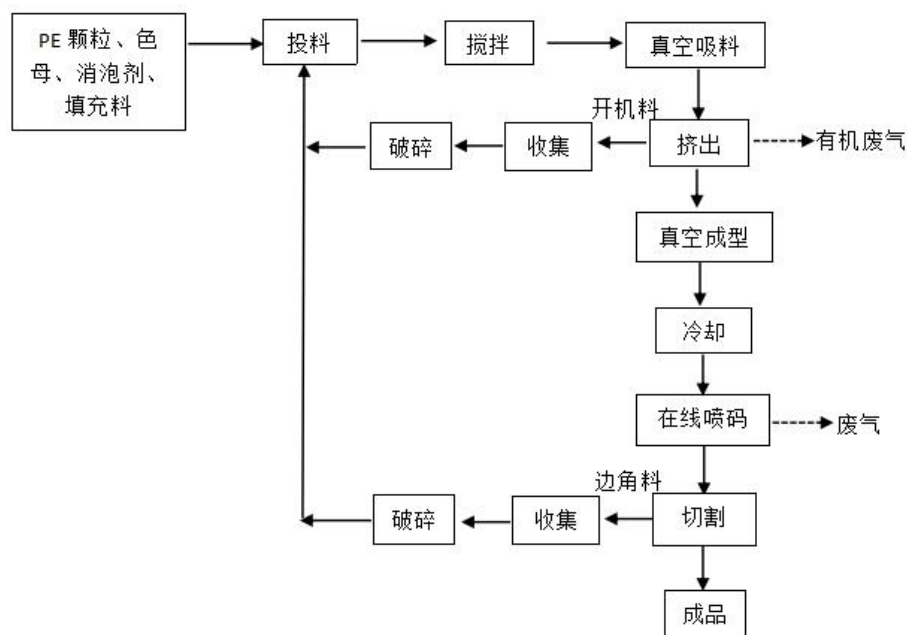 PE 颗粒、色
母、消泡剂、
填充料
投料
搅拌
真空吸料
开机料
破碎
收集
挤出
有机废气
真空成型
冷却
在线喷码
废气
边角料
破碎
收集
切割
成品